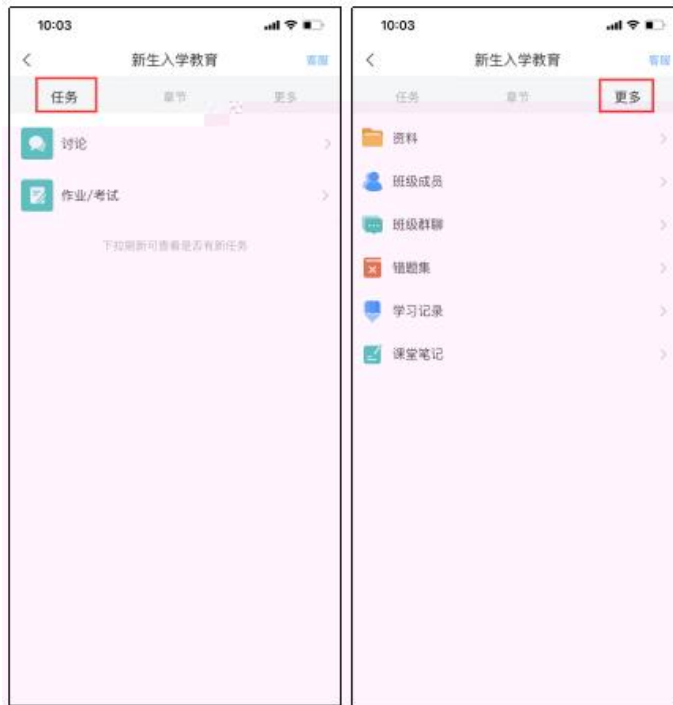 10:03
新生入学教育
客服
任务
章节
更多
讨论
作业/考试
下拉刷新可查看是否有新任务
10:03
新生入学教育
客服
任务
章节
更多
资料
班级成员
班级群聊
错题集
学习记录
课堂笔记